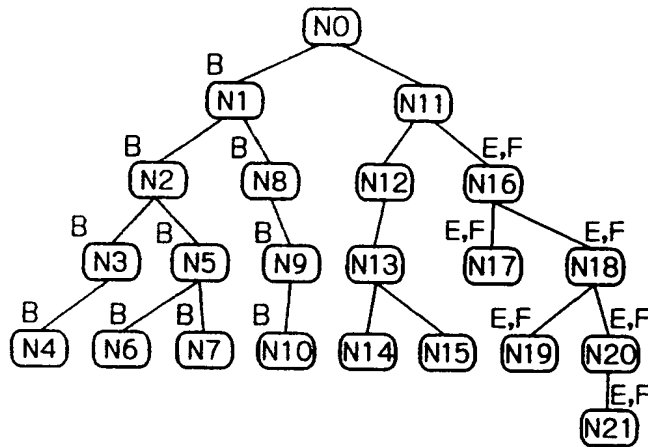 N0
B
N1 N11
B B E,F
N2 N8 N12 N16
B B B E,F E,F
N3 N5 N9 N13 N17 N18
B B B B E,F E,F
N4 N6 N7 N10 N14 N15 N19 N20
E,F
N21